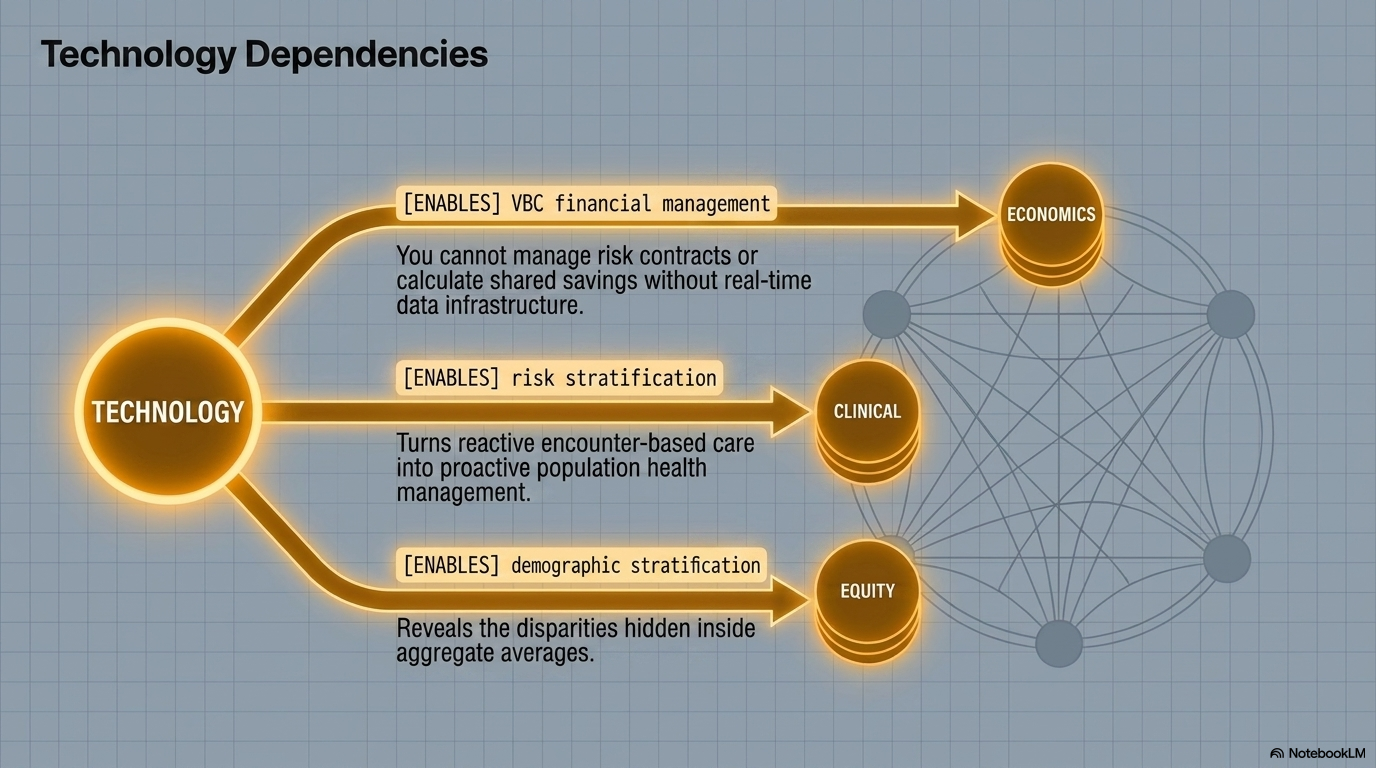 Technology Dependencies
TECHNOLOGY
[ENABLES] VBC financial management
You cannot manage risk contracts or
calculate shared savings without real-time
data infrastructure.
ECONOMICS
[ENABLES] risk stratification
Turns reactive encounter-based care
into proactive population health
management.
CLINICAL
[ENABLES] demographic stratification
Reveals the disparities hidden inside
aggregate averages.
EQUITY
NotebookLM